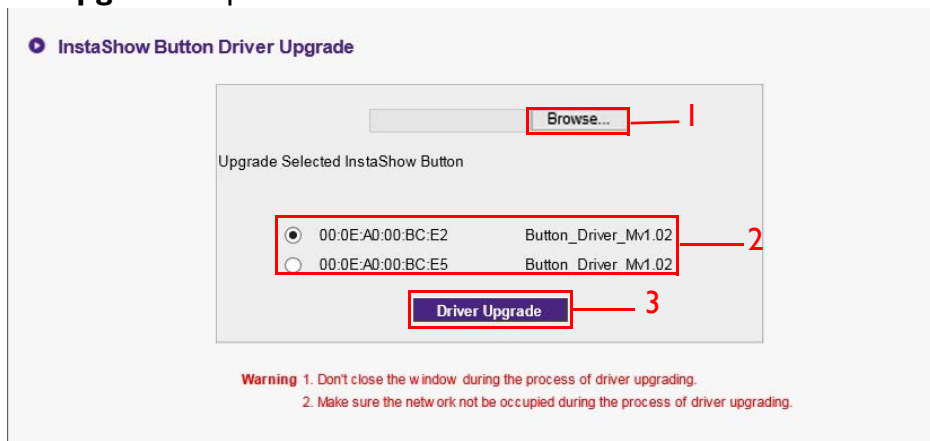 InstaShow Button Driver Upgrade
Browse... 1
Upgrade Selected InstaShow Button
00:0E:A0:00:BC:E2 Button_Driver_Mv1.02
2
00:0E:A0:00:BC:E5 Button_Driver_Mv1.02
Driver Upgrade 3
Warning 1. Don't close the window during the process of driver upgrading.
2. Make sure the network not be occupied during the process of driver upgrading.